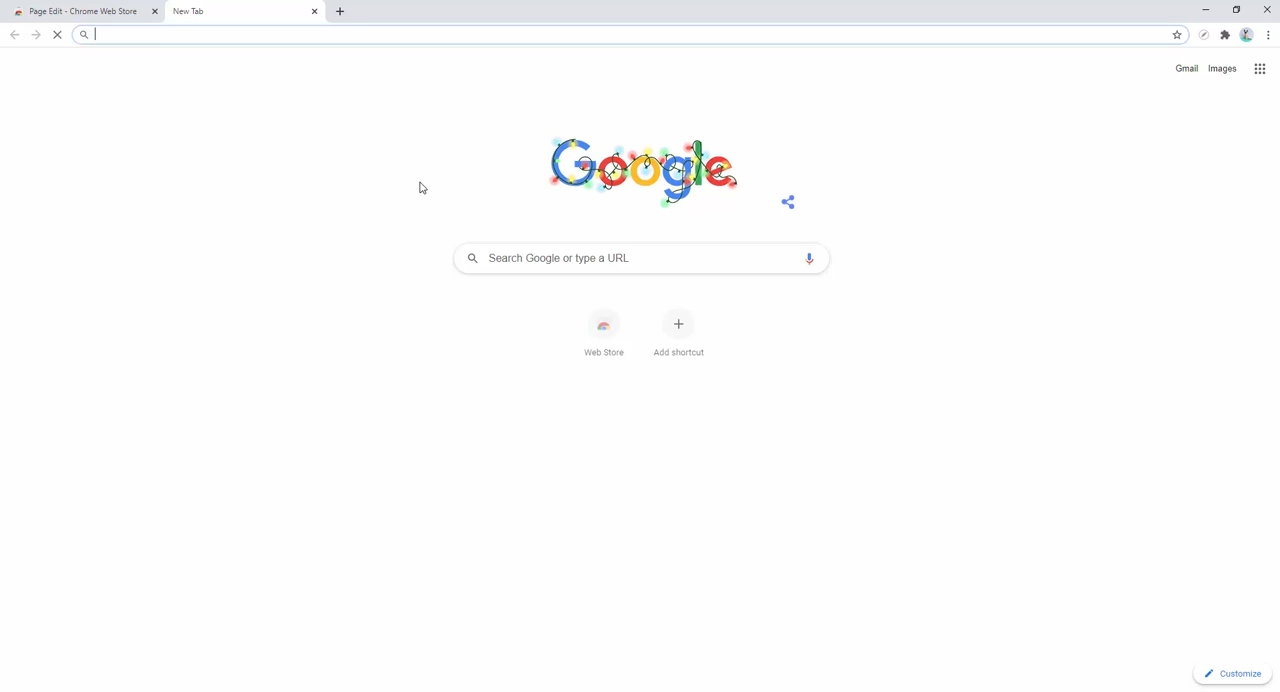 Page Edit - Chrome Web Store
New Tab
Gmail
Images
Google
Search Google or type a URL
Web Store
Add shortcut
Customize